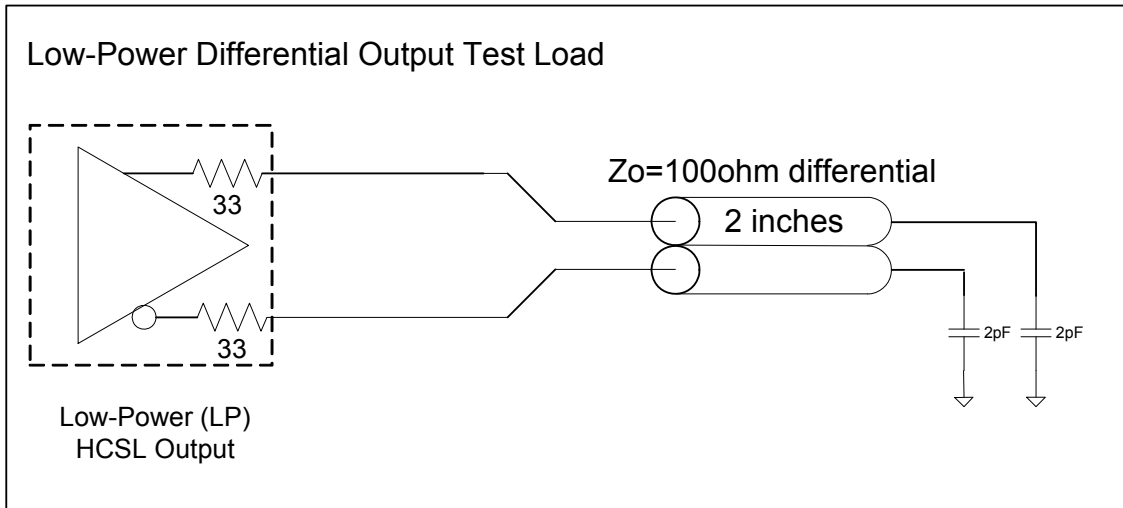 Low-Power Differential Output Test Load
33
Zo=100ohm differential
2 inches
33
2pF
2pF
Low-Power (LP)
HCSL Output